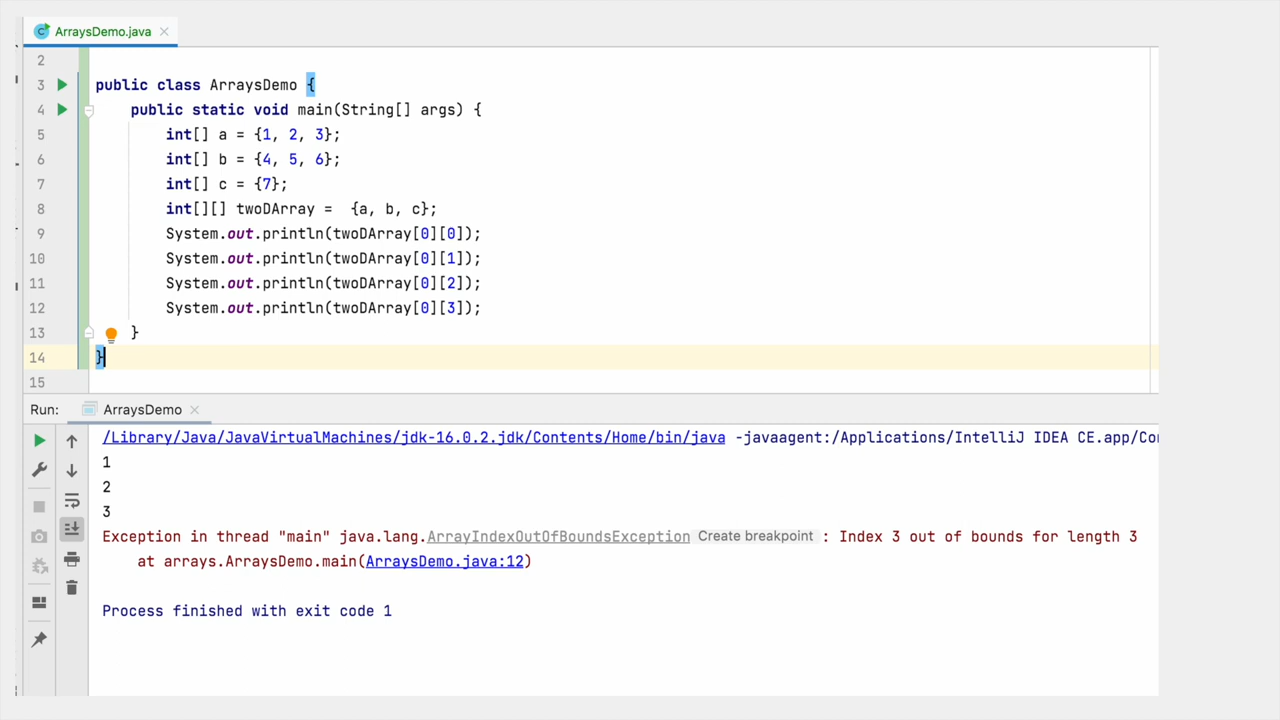 ArraysDemo.java
2
3 public class ArraysDemo {
4 public static void main(String[] args) {
5 int[] a = {1, 2, 3};
6 int[] b = {4, 5, 6};
7 int[] c = {7};
8 int[][] twoDArray =  {a, b, c};
9 System.out.println(twoDArray[0][0]);
10 System.out.println(twoDArray[0][1]);
11 System.out.println(twoDArray[0][2]);
12 System.out.println(twoDArray[0][3]);
13 }
14 }
15
Run: ArraysDemo
/Library/Java/JavaVirtualMachines/jdk-16.0.2.jdk/Contents/Home/bin/java -javaagent:/Applications/IntelliJ IDEA CE.app/Co
1
2
3
Exception in thread "main" java.lang.ArrayIndexOutOfBoundsException Create breakpoint : Index 3 out of bounds for length 3
at arrays.ArraysDemo.main(ArraysDemo.java:12)
Process finished with exit code 1